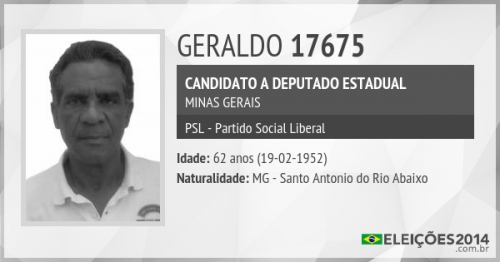 GERALDO 17675
CANDIDATO A DEPUTADO ESTADUAL
MINAS GERAIS
PSL - Partido Social Liberal
Idade: 62 anos (19-02-1952)
Naturalidade: MG - Santo Antonio do Rio Abaixo
ELEIÇÕES2014
.com.br